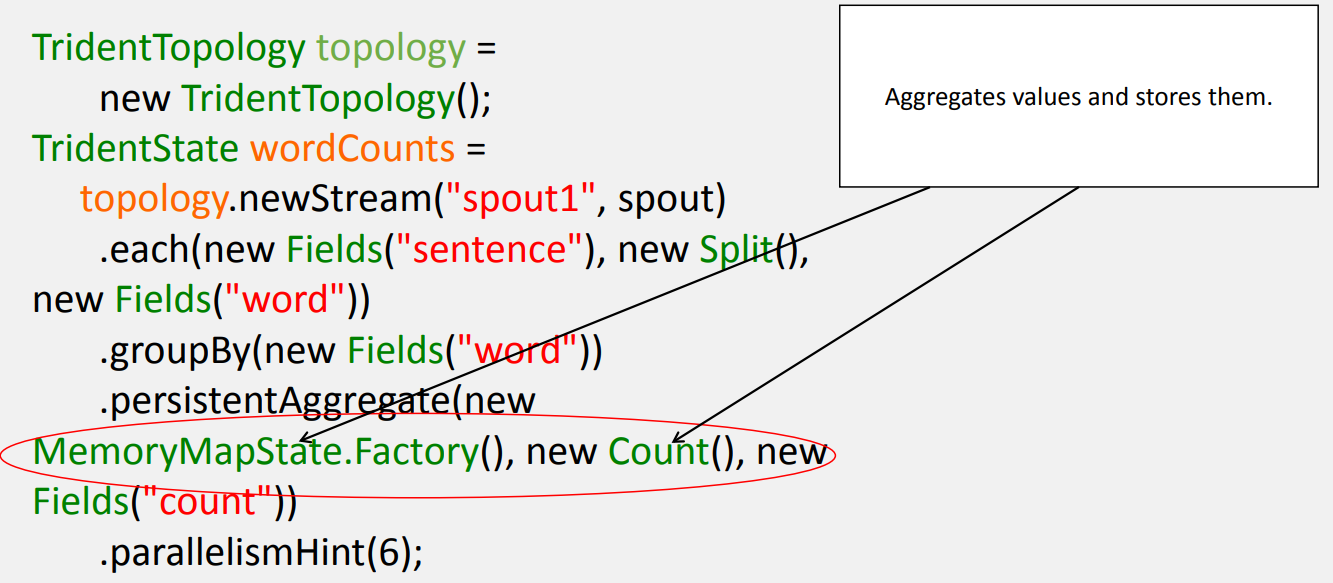 TridentTopology topology =
new TridentTopology();
TridentState wordCounts =
topology.newStream("spout1", spout)
.each(new Fields("sentence"), new Split(),
new Fields("word"))
.groupBy(new Fields("word"))
.persistentAggregate(new
MemoryMapState.Factory(), new Count(), new
Fields("count"))
.parallelismHint(6);
Aggregates values and stores them.